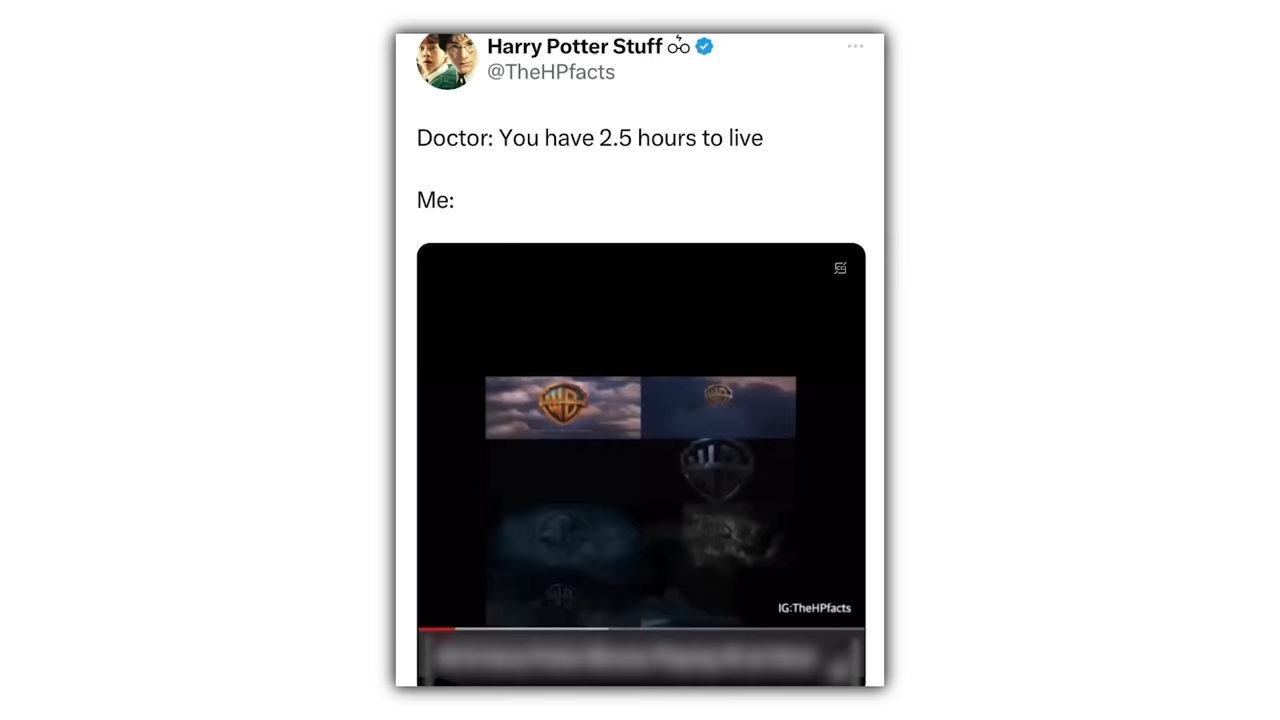 Harry Potter Stuff
@TheHPfacts
Doctor: You have 2.5 hours to live
Me:
IG:TheHPfacts